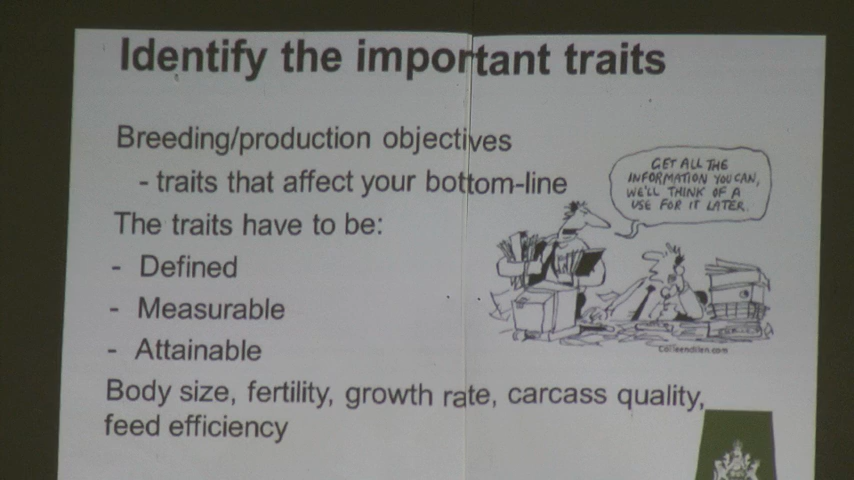 Identify the important traits
Breeding/production objectives
- traits that affect your bottom-line
The traits have to be:
- Defined
- Measurable
- Attainable
Body size, fertility, growth rate, carcass quality,
feed efficiency
GET ALL THE
INFORMATION YOU CAN,
WE'LL THINK OF A
USE FOR IT LATER.